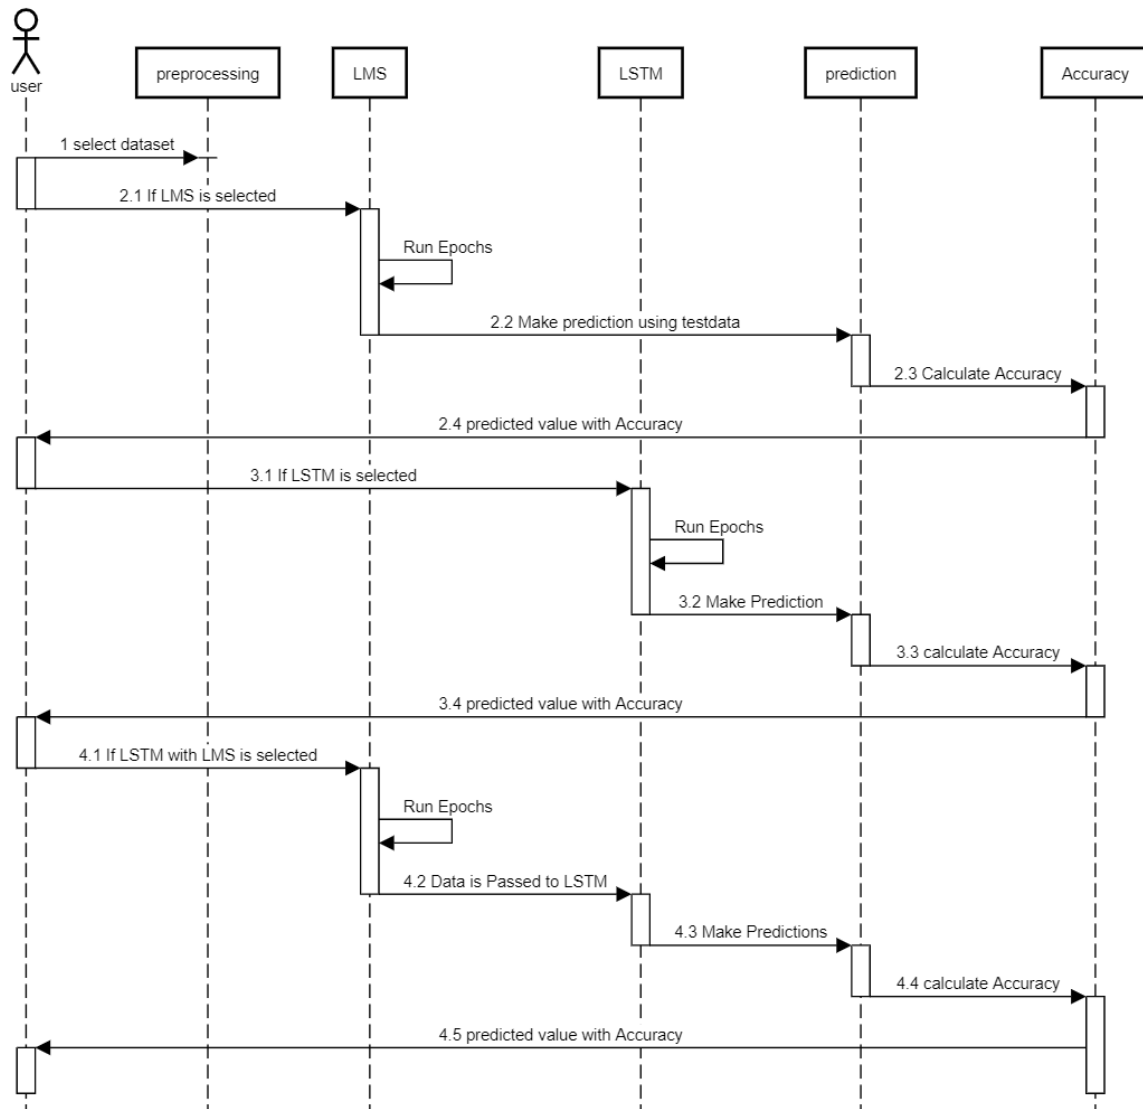 user
preprocessing
LMS
LSTM
prediction
Accuracy
1 select dataset
2.1 If LMS is selected
Run Epochs
2.2 Make prediction using testdata
2.3 Calculate Accuracy
2.4 predicted value with Accuracy
3.1 If LSTM is selected
Run Epochs
3.2 Make Prediction
3.3 calculate Accuracy
3.4 predicted value with Accuracy
4.1 If LSTM with LMS is selected
Run Epochs
4.2 Data is Passed to LSTM
4.3 Make Predictions
4.4 calculate Accuracy
4.5 predicted value with Accuracy